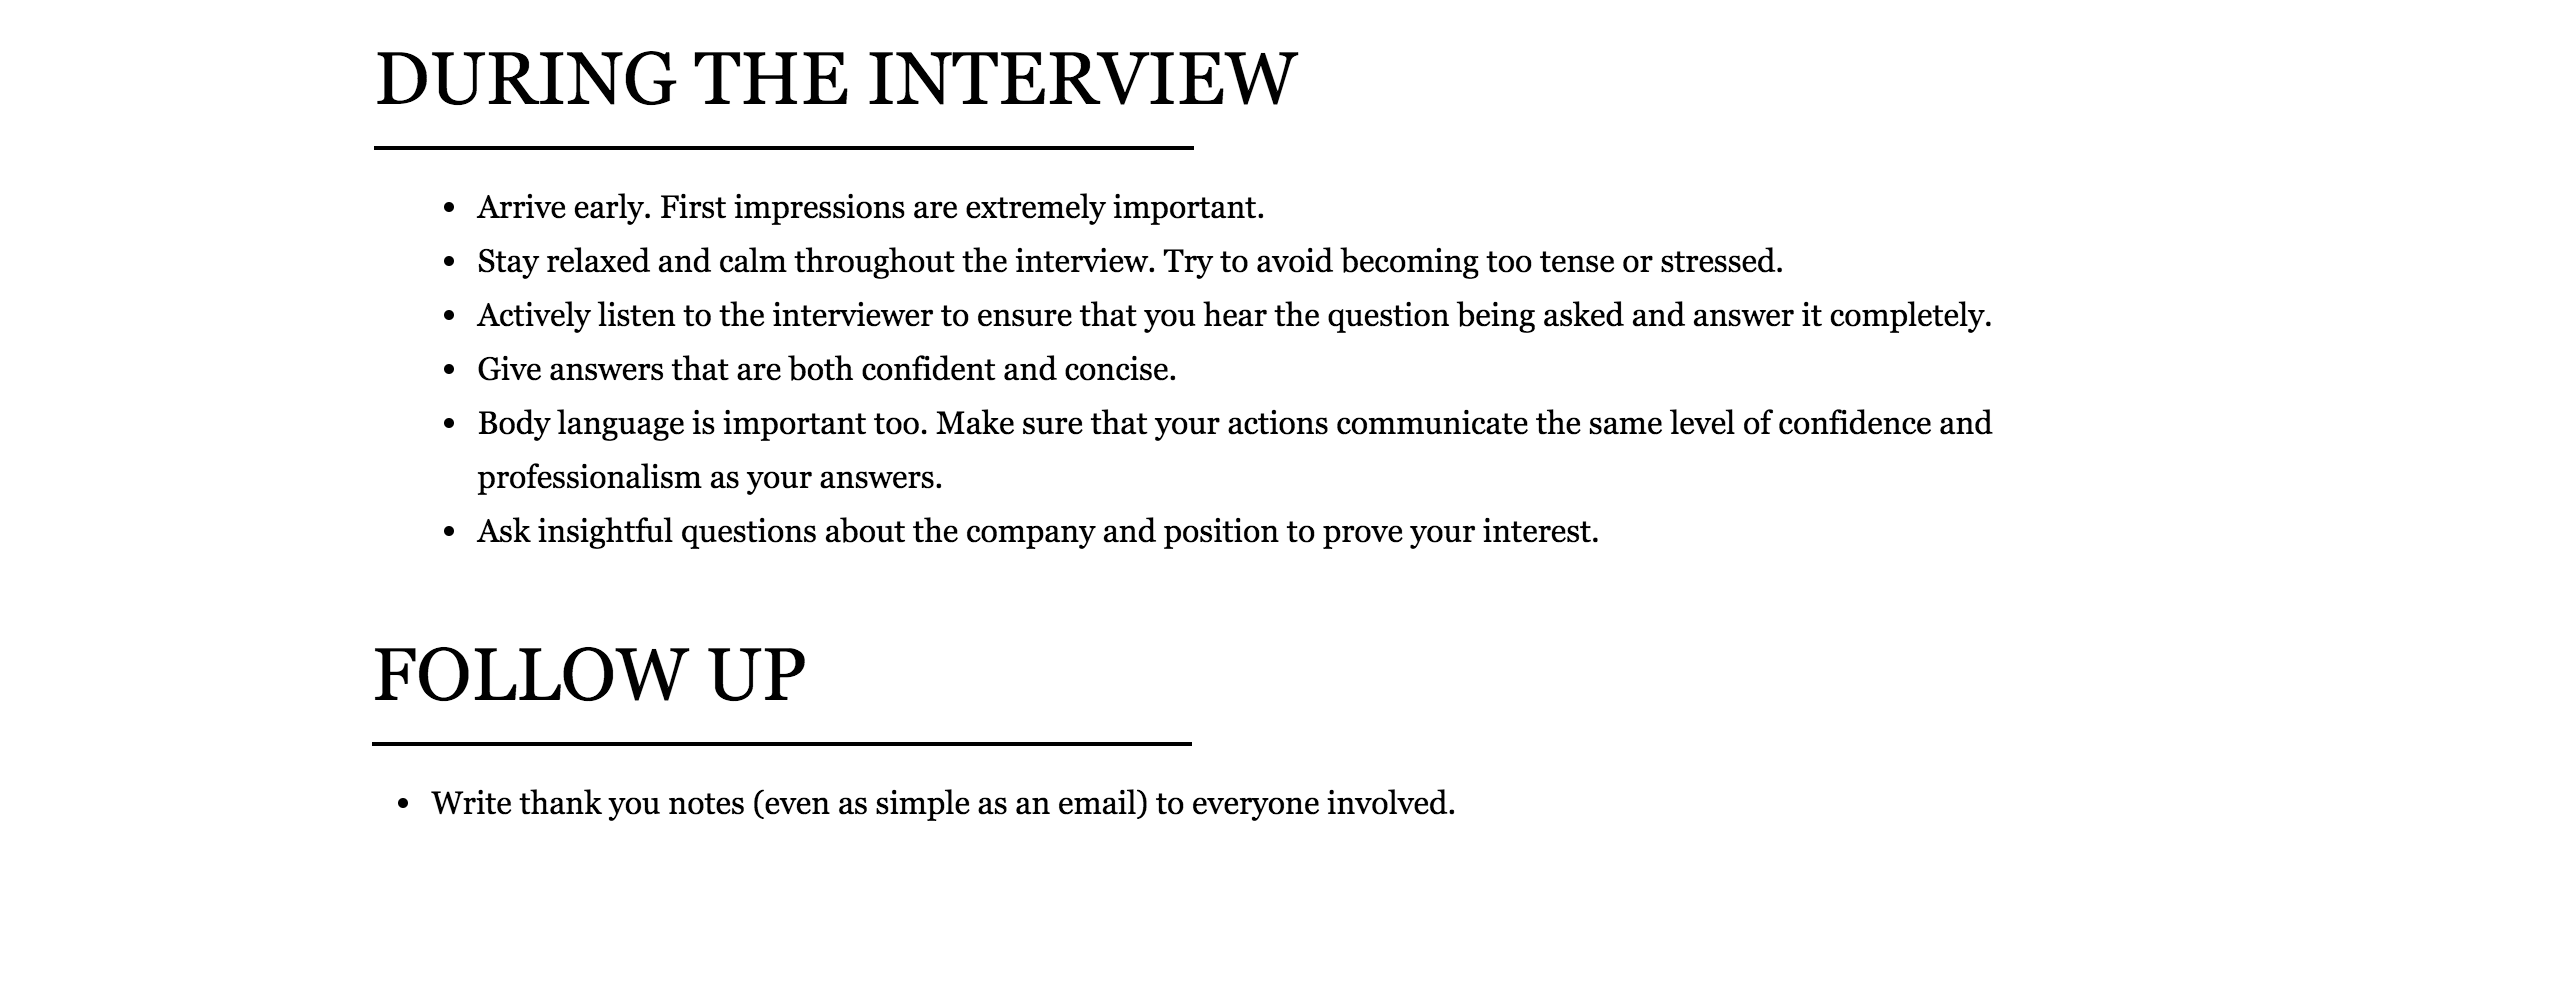 DURING THE INTERVIEW
• Arrive early. First impressions are extremely important.
• Stay relaxed and calm throughout the interview. Try to avoid becoming too tense or stressed.
• Actively listen to the interviewer to ensure that you hear the question being asked and answer it completely.
• Give answers that are both confident and concise.
• Body language is important too. Make sure that your actions communicate the same level of confidence and
professionalism as your answers.
• Ask insightful questions about the company and position to prove your interest.
FOLLOW UP
• Write thank you notes (even as simple as an email) to everyone involved.